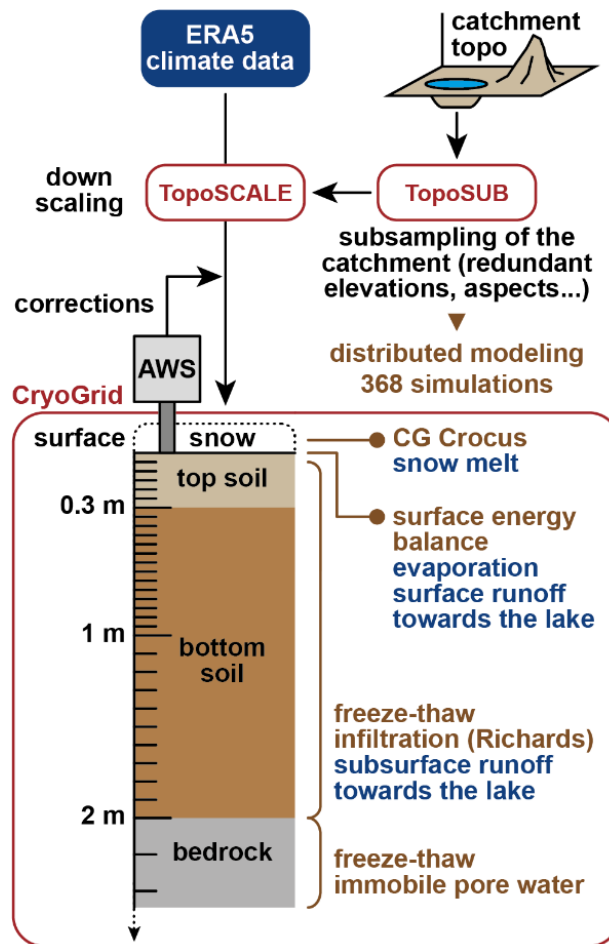 ERA5
climate data
catchment
topo
down
scaling
TopoSCALE
TopoSUB
subsampling of the
catchment (redundant
elevations, aspects...)
corrections
distributed modeling
368 simulations
AWS
CryoGrid
surface
snow
CG Crocus
snow melt
top soil
0.3 m
surface energy
balance
evaporation
surface runoff
towards the lake
1 m
bottom
soil
freeze-thaw
infiltration (Richards)
subsurface runoff
towards the lake
2 m
bedrock
freeze-thaw
immobile pore water